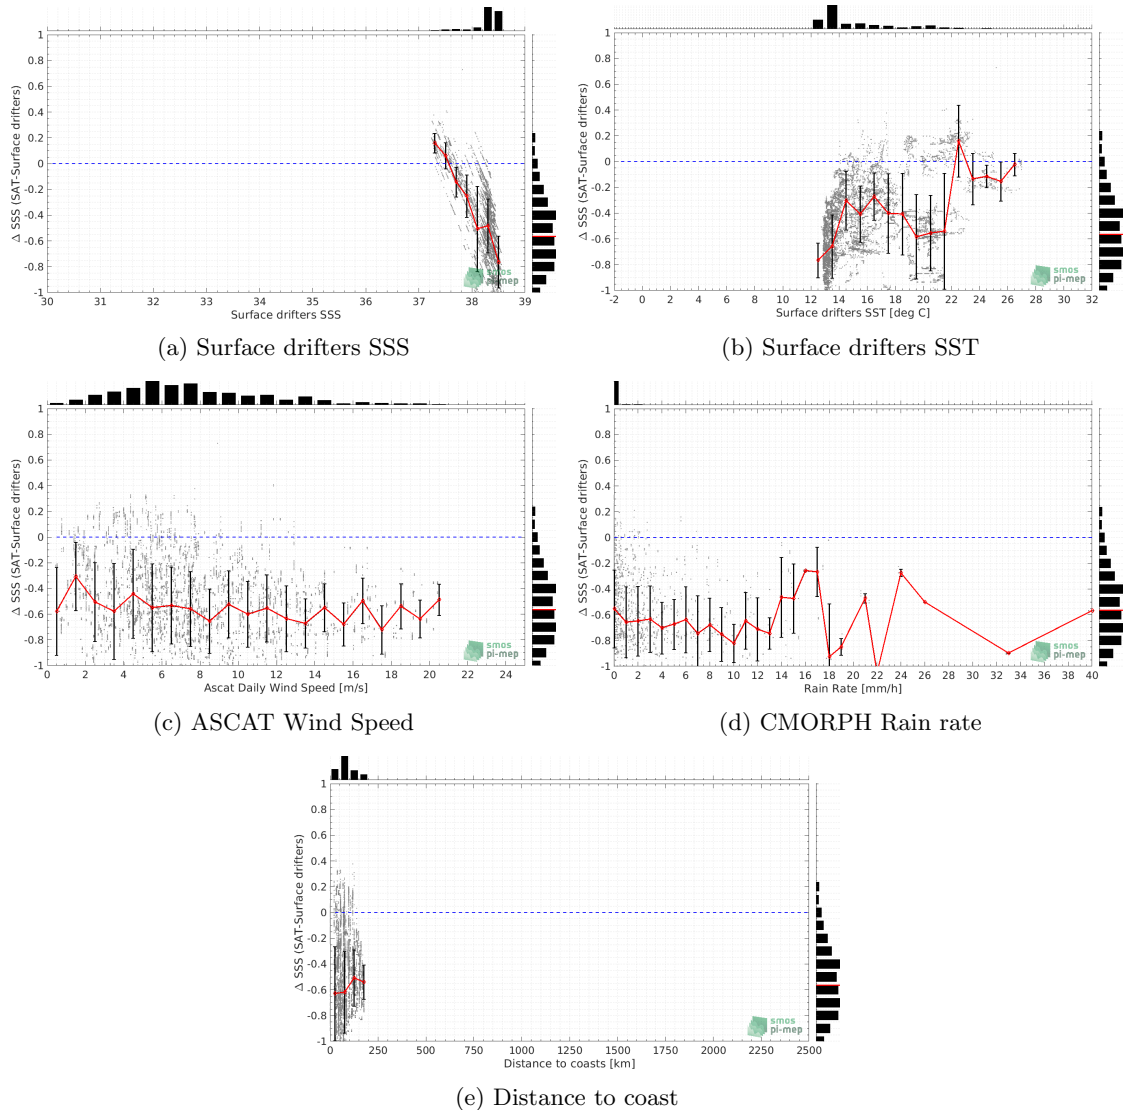 1
0.8
0.6
0.4
0.2
0
-0.2
-0.4
-0.6
-0.8
-1
Δ SSS (SAT-Surface drifters)
smos
pi-mep
30 31 32 33 34 35 36 37 38 39
Surface drifters SSS
(a) Surface drifters SSS
1
0.8
0.6
0.4
0.2
0
-0.2
-0.4
-0.6
-0.8
-1
Δ SSS (SAT-Surface drifters)
smos
pi-mep
-2 0 2 4 6 8 10 12 14 16 18 20 22 24 26 28 30 32
Surface drifters SST [deg C]
(b) Surface drifters SST
1
0.8
0.6
0.4
0.2
0
-0.2
-0.4
-0.6
-0.8
-1
Δ SSS (SAT-Surface drifters)
smos
pi-mep
0 2 4 6 8 10 12 14 16 18 20 22 24
Ascat Daily Wind Speed [m/s]
(c) ASCAT Wind Speed
1
0.8
0.6
0.4
0.2
0
-0.2
-0.4
-0.6
-0.8
-1
Δ SSS (SAT-Surface drifters)
smos
pi-mep
0 2 4 6 8 10 12 14 16 18 20 22 24 26 28 30 32 34 36 38 40
Rain Rate [mm/h]
(d) CMORPH Rain rate
1
0.8
0.6
0.4
0.2
0
-0.2
-0.4
-0.6
-0.8
-1
Δ SSS (SAT-Surface drifters)
smos
pi-mep
0 250 500 750 1000 1250 1500 1750 2000 2250 2500
Distance to coasts [km]
(e) Distance to coast